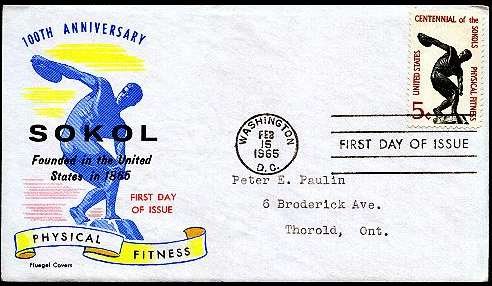 100TH ANNIVERSARY
SOKOL
Founded in the United
States in 1865
FIRST DAY
OF ISSUE
PHYSICAL
FITNESS
Fluegel Covers
WASHINGTON
FEB
15
1965
D.C.
FIRST DAY OF ISSUE
CENTENNIAL of the SOKOLS
UNITED STATES
PHYSICAL FITNESS
5¢
Peter E. Paulin
6 Broderick Ave.
Thorold, Ont.